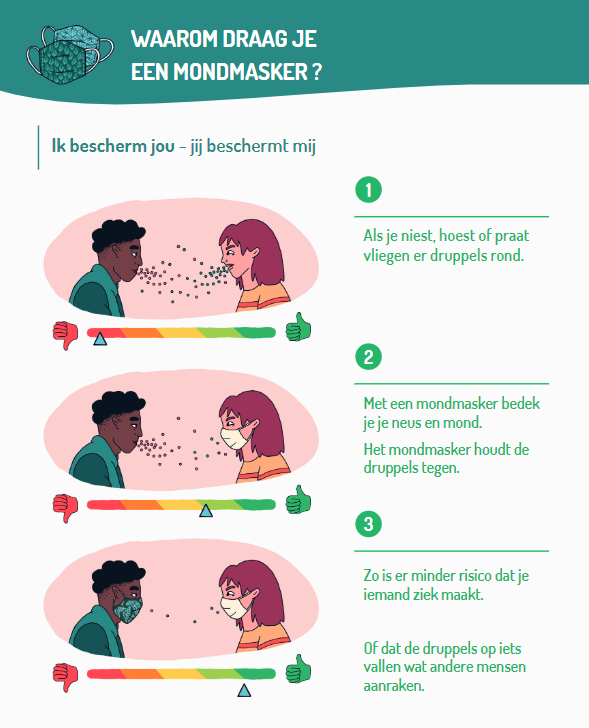 WAAROM DRAAG JE
EEN MONDMASKER ?
Ik bescherm jou - jij beschermt mij
1
Als je niest, hoest of praat
vliegen er druppels rond.
2
Met een mondmasker bedek
je je neus en mond.
Het mondmasker houdt de
druppels tegen.
3
Zo is er minder risico dat je
iemand ziek maakt.
Of dat de druppels op iets
vallen wat andere mensen
aanraken.